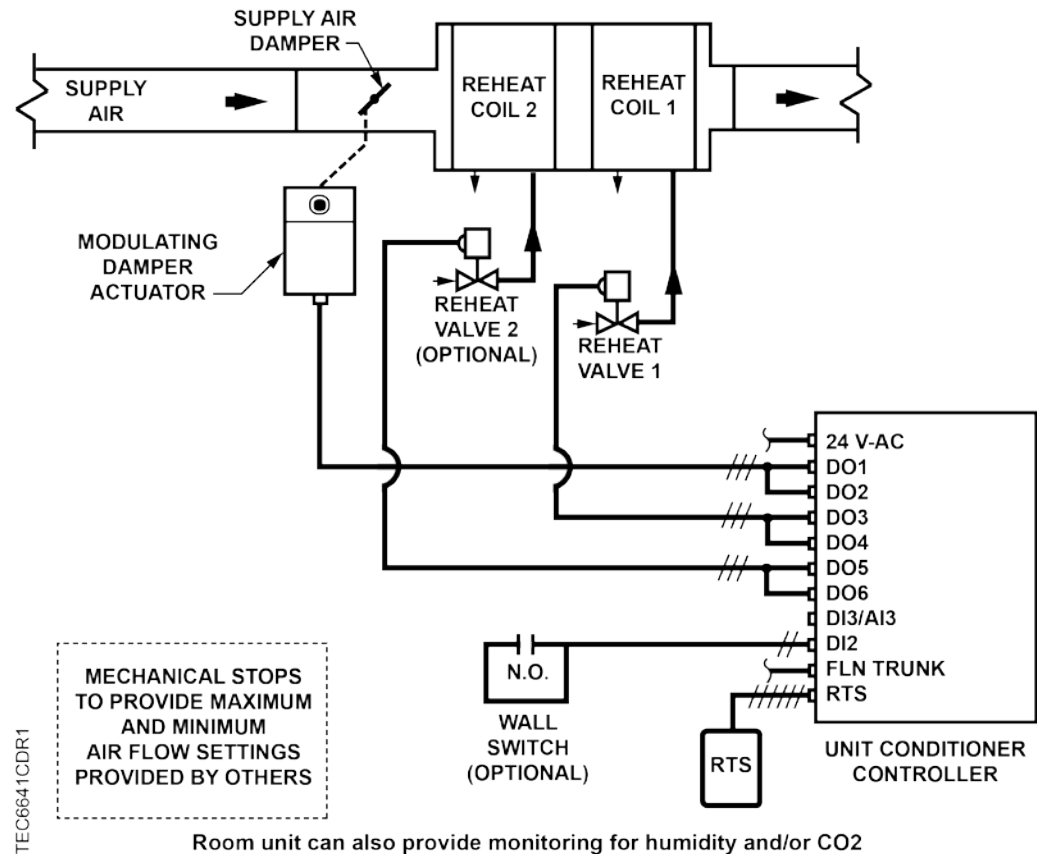 SUPPLY AIR
DAMPER
SUPPLY
AIR
REHEAT
COIL 2
REHEAT
COIL 1
MODULATING
DAMPER
ACTUATOR
REHEAT
VALVE 2
(OPTIONAL)
REHEAT
VALVE 1
24 V-AC
DO1
DO2
DO3
DO4
DO5
DO6
DI3/AI3
DI2
FLN TRUNK
RTS
UNIT CONDITIONER
CONTROLLER
N.O.
WALL
SWITCH
(OPTIONAL)
RTS
MECHANICAL STOPS
TO PROVIDE MAXIMUM
AND MINIMUM
AIR FLOW SETTINGS
PROVIDED BY OTHERS
TEC6641CDR1
Room unit can also provide monitoring for humidity and/or CO2